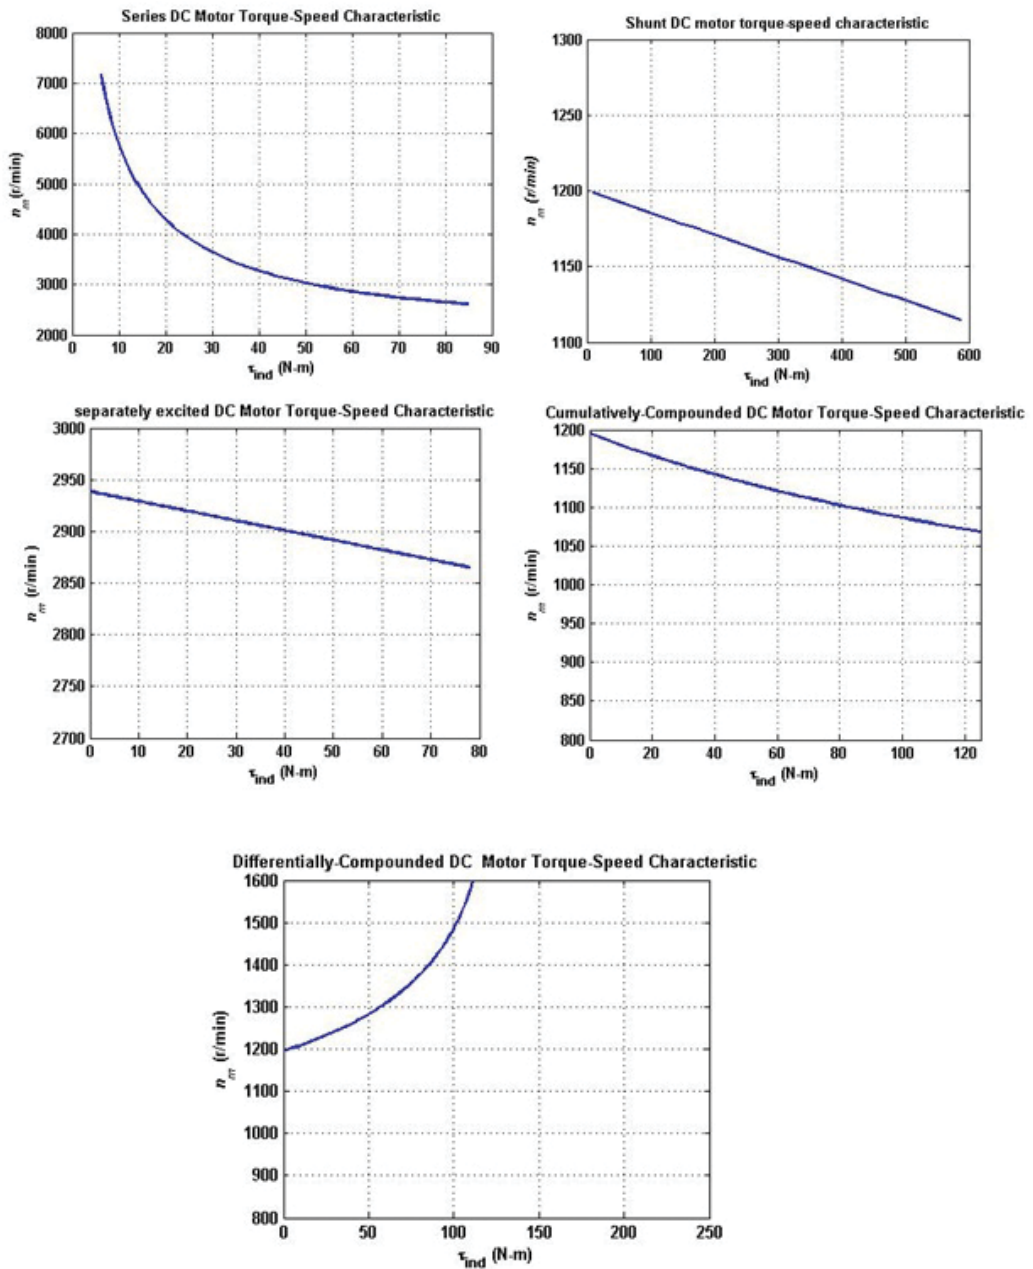 Series DC Motor Torque-Speed Characteristic
8000
7000
6000
5000
4000
3000
2000
n_m (r/min)
0 10 20 30 40 50 60 70 80 90
τind (N-m)
Shunt DC motor torque-speed characteristic
1300
1250
1200
1150
1100
n_m (r/min)
0 100 200 300 400 500 600
τind (N-m)
separately excited DC Motor Torque-Speed Characteristic
3000
2950
2900
2850
2800
2750
2700
n_m (r/min )
0 10 20 30 40 50 60 70 80
τind (N-m)
Cumulatively-Compounded DC Motor Torque-Speed Characteristic
1200
1150
1100
1050
1000
950
900
850
800
n_m (r/min)
0 20 40 60 80 100 120
τind (N-m)
Differentially-Compounded DC Motor Torque-Speed Characteristic
1600
1500
1400
1300
1200
1100
1000
900
800
n_m (r/min)
0 50 100 150 200 250
τind (N-m)